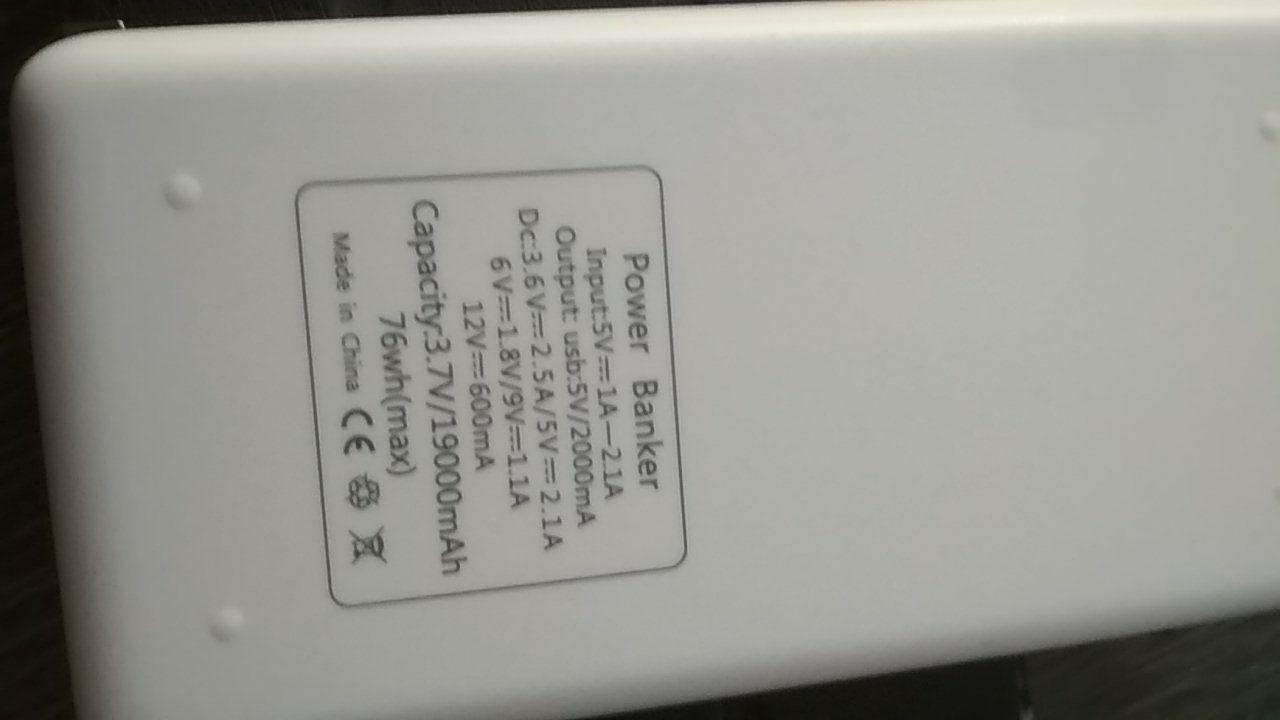 Power Banker
Input:5V⎓1A—2.1A
Output: usb:5V/2000mA
Dc:3.6V⎓2.5A/5V⎓2.1A
6V⎓1.8V/9V⎓1.1A
12V⎓600mA
Capacity:3.7V/19000mAh
76wh(max)
Made in China CE